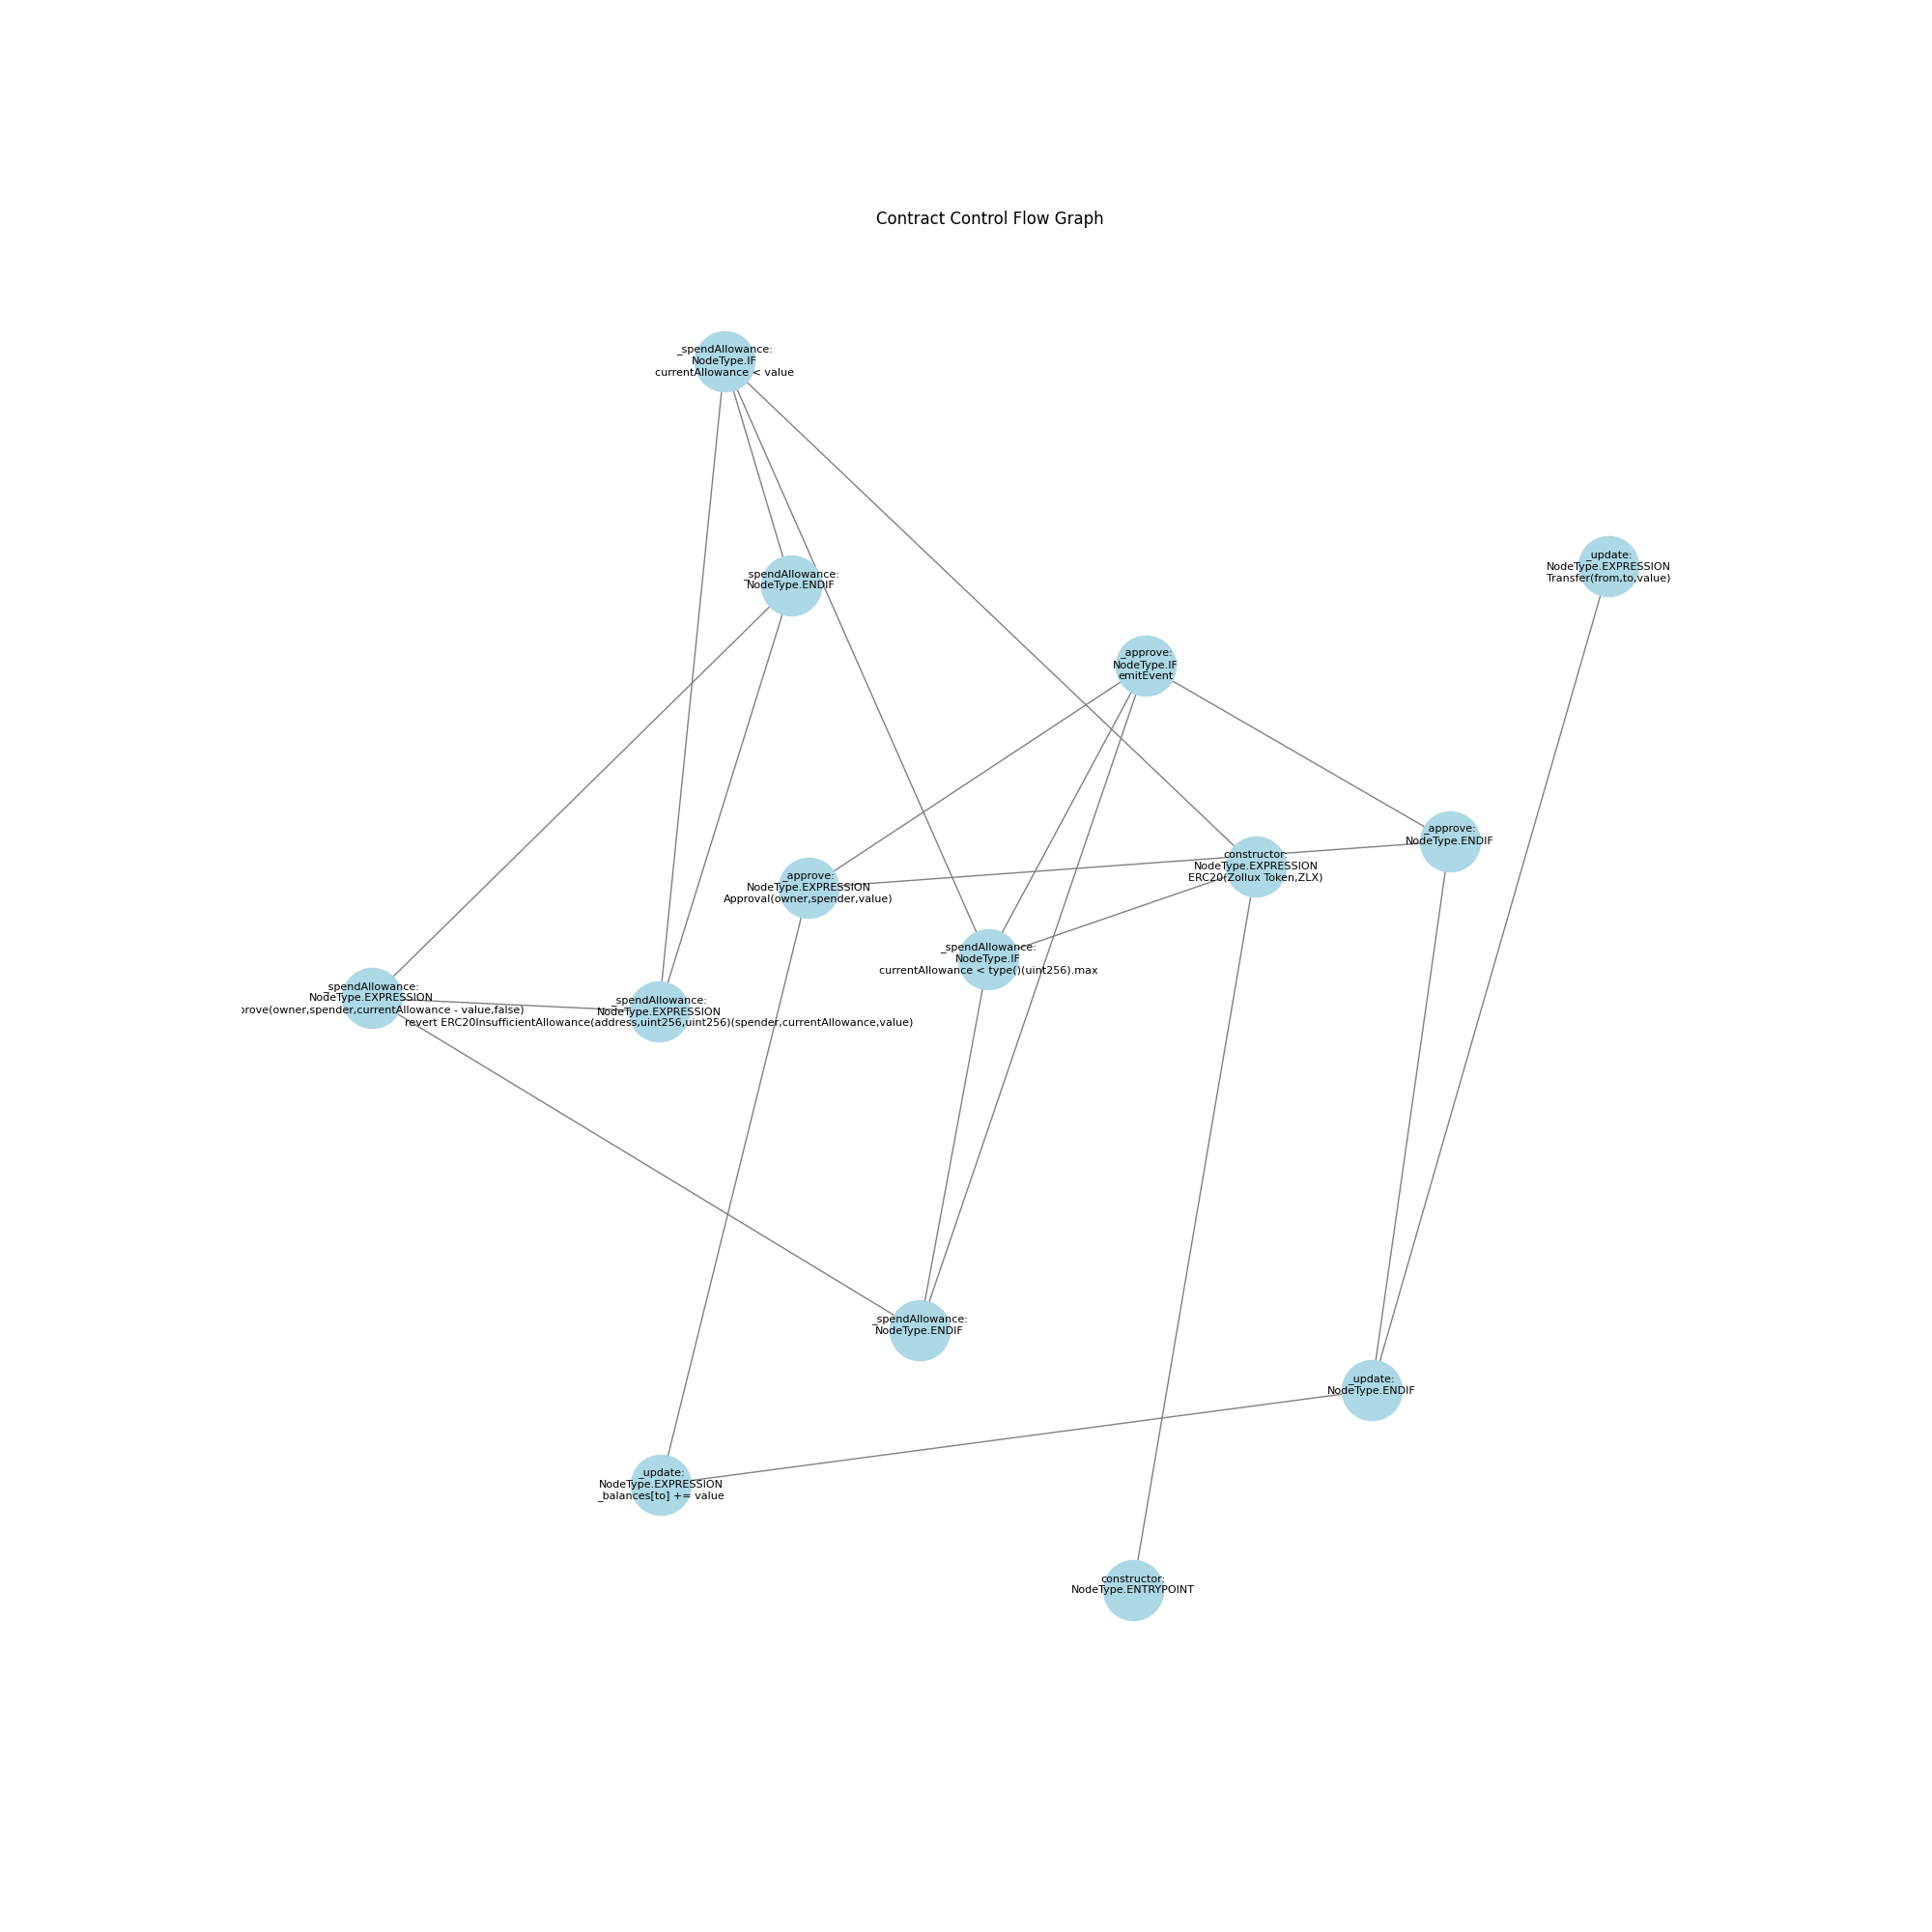 Contract Control Flow Graph
_spendAllowance:
NodeType.IF
currentAllowance < value
_update:
NodeType.EXPRESSION
Transfer(from,to,value)
_spendAllowance:
NodeType.ENDIF
_approve:
NodeType.IF
emitEvent
_approve:
NodeType.ENDIF
constructor:
NodeType.EXPRESSION
ERC20(Zollux Token,ZLX)
_approve:
NodeType.EXPRESSION
Approval(owner,spender,value)
_spendAllowance:
NodeType.IF
currentAllowance < type()(uint256).max
_spendAllowance:
NodeType.EXPRESSION
prove(owner,spender,currentAllowance - value,false)
_spendAllowance:
NodeType.EXPRESSION
revert ERC20InsufficientAllowance(address,uint256,uint256)(spender,currentAllowance,value)
_spendAllowance:
NodeType.ENDIF
_update:
NodeType.ENDIF
_update:
NodeType.EXPRESSION
_balances[to] += value
constructor:
NodeType.ENTRYPOINT